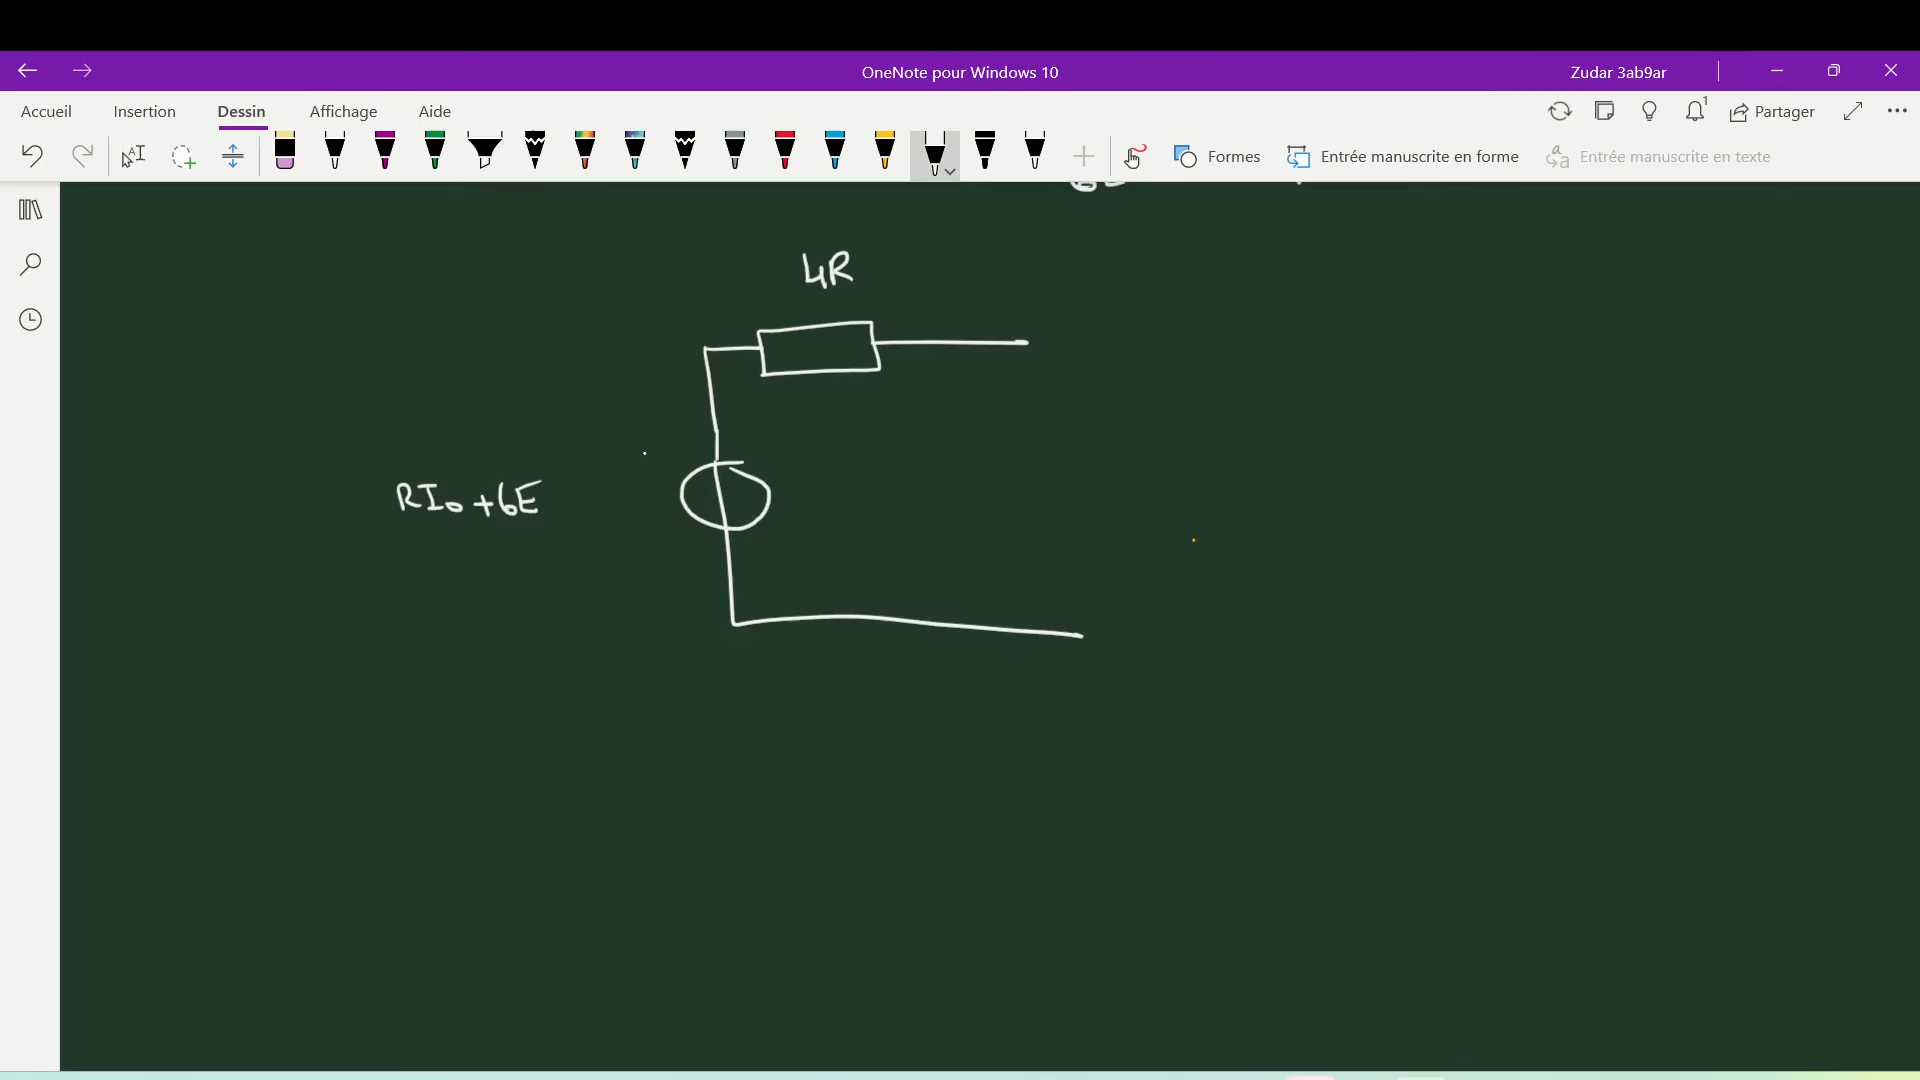 OneNote pour Windows 10
Zudar 3ab9ar
Accueil Insertion Dessin Affichage Aide
1
Partager
Formes
Entrée manuscrite en forme
Entrée manuscrite en texte
4R
RI₀ + 6E